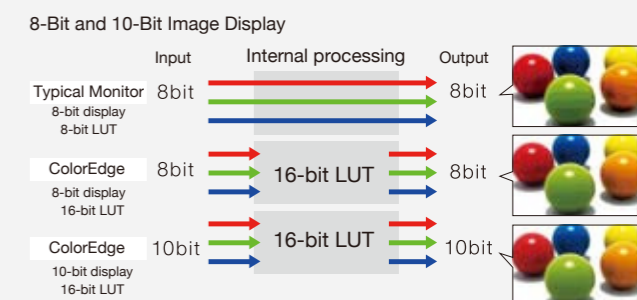 8-Bit and 10-Bit Image Display
Input Internal processing Output
Typical Monitor 8bit 8bit
8-bit display
8-bit LUT
ColorEdge 8bit 16-bit LUT 8bit
8-bit display
16-bit LUT
ColorEdge 10bit 16-bit LUT 10bit
10-bit display
16-bit LUT